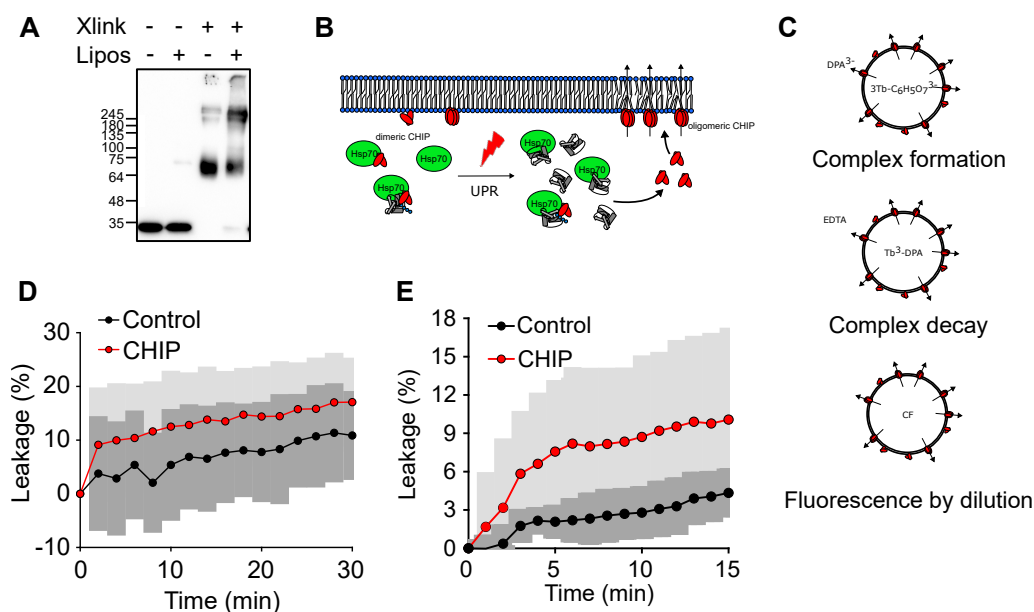 A
Xlink - - + +
Lipos - + - +
245
180
135
100
75
64
48
35
B
dimeric CHIP
Hsp70
Hsp70
Hsp70
UPR
Hsp70
Hsp70
Hsp70
oligomeric CHIP
C
DPA3-
3Tb-C6H5O7 3-
Complex formation
EDTA
Tb3-DPA
Complex decay
CF
Fluorescence by dilution
D
Control
CHIP
Leakage (%)
30
20
10
0
-10
0 10 20 30
Time (min)
E
Control
CHIP
Leakage (%)
18
15
12
9
6
3
0
0 5 10 15
Time (min)